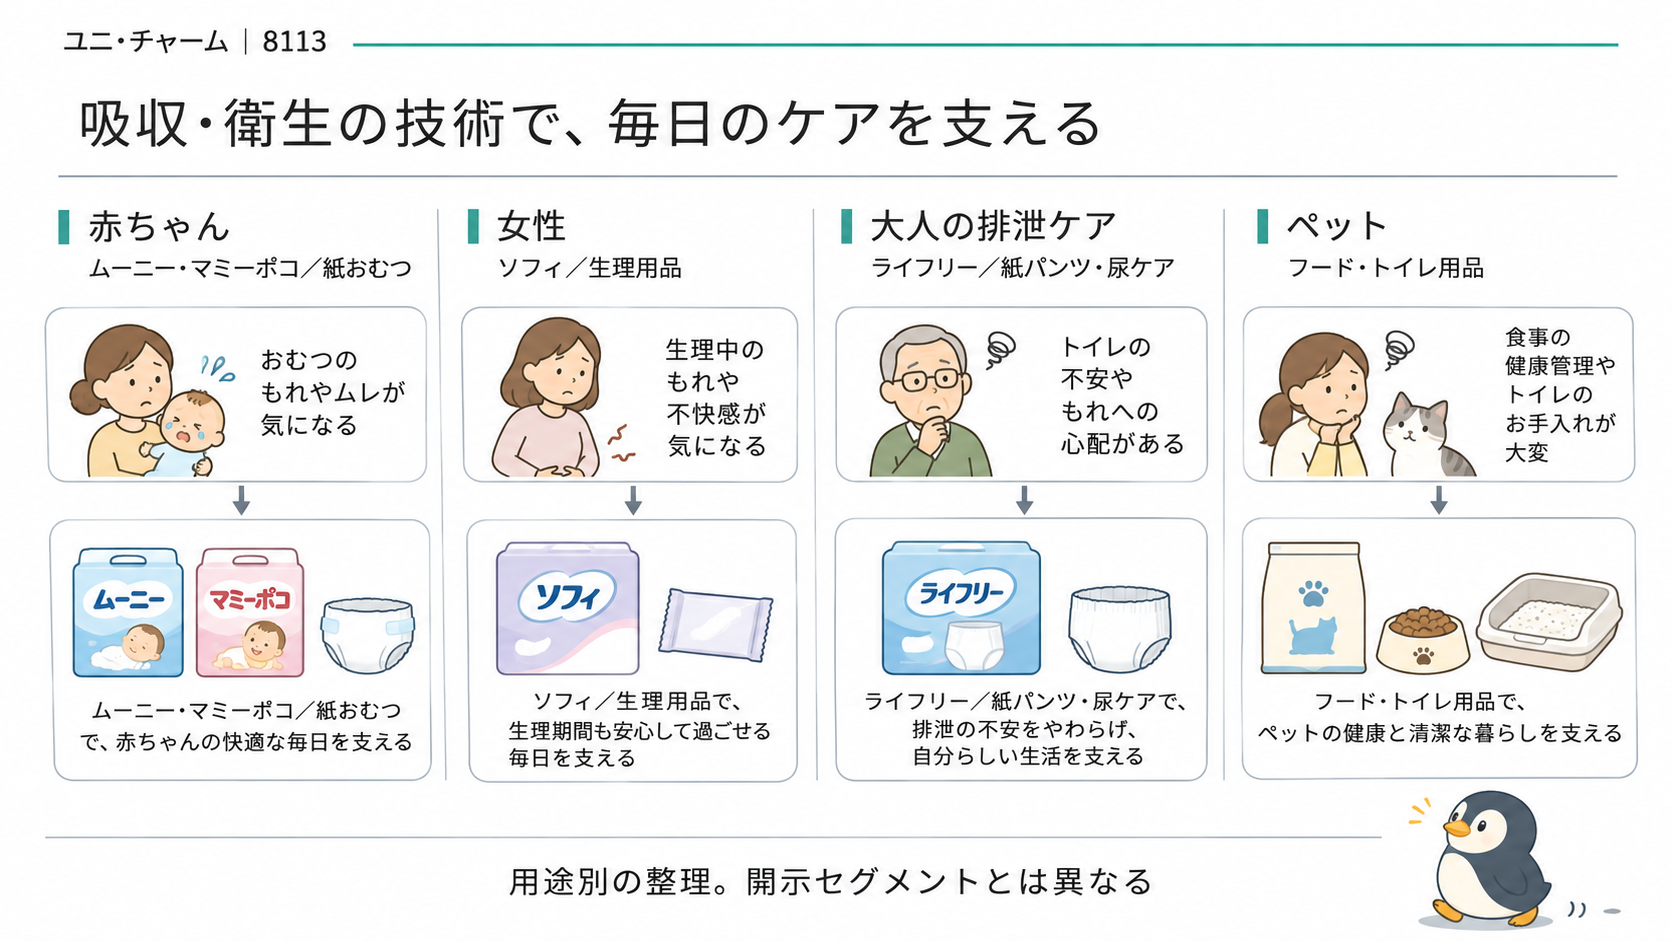 ユニ・チャーム｜8113
吸収・衛生の技術で、毎日のケアを支える
赤ちゃん
ムーニー・マミーポコ／紙おむつ
おむつの
もれやムレが
気になる
ムーニー
マミーポコ
ムーニー・マミーポコ／紙おむつ
で、赤ちゃんの快適な毎日を支える
女性
ソフィ／生理用品
生理中の
もれや
不快感が
気になる
ソフィ
ソフィ／生理用品で、
生理期間も安心して過ごせる
毎日を支える
大人の排泄ケア
ライフリー／紙パンツ・尿ケア
トイレの
不安や
もれへの
心配がある
ライフリー
ライフリー／紙パンツ・尿ケアで、
排泄の不安をやわらげ、
自分らしい生活を支える
ペット
フード・トイレ用品
食事の
健康管理や
トイレの
お手入れが
大変
フード・トイレ用品で、
ペットの健康と清潔な暮らしを支える
用途別の整理。開示セグメントとは異なる